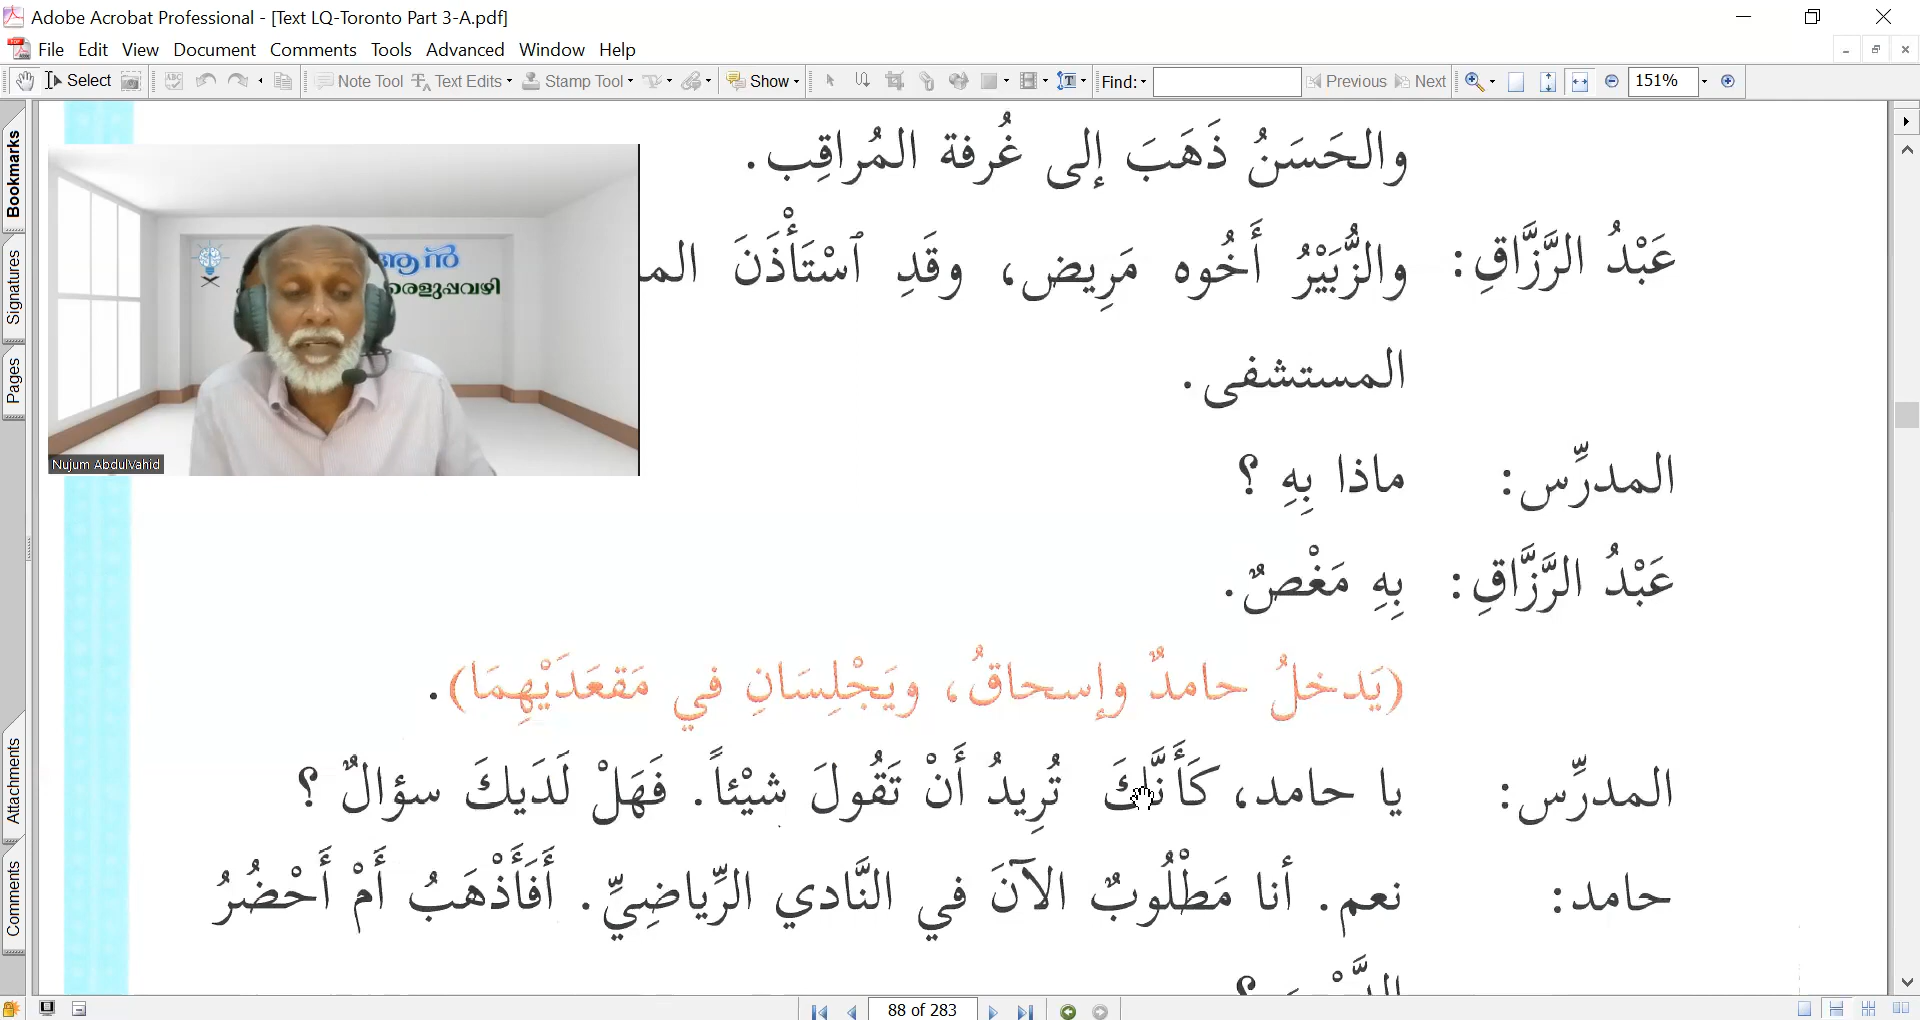 Adobe Acrobat Professional - [Text LQ-Toronto Part 3-A.pdf]
File Edit View Document Comments Tools Advanced Window Help
Select Note Tool Text Edits Stamp Tool Show Find: Previous Next 151%
Bookmarks
Signatures
Pages
Attachments
Comments
ആൻ
രെളുപ്പവഴി
Nujum AbdulVahid
والحَسَنُ ذَهَبَ إلى غُرفة المُراقِب.
عَبْدُ الرَّزَّاقِ: والزُّبَيْرُ أَخُوه مَرِيض، وقَدِ ٱسْتَأْذَنَ
المستشفى.
المدرِّس: ماذا بِهِ ؟
عَبْدُ الرَّزَّاقِ: بِهِ مَغْصٌ.
(يَدخلُ حامدٌ وإسحاقُ، ويَجْلِسَانِ في مَقعَدَيْهِمَا).
المدرِّس: يا حامد، كَأَنَّكَ تُرِيدُ أَنْ تَقُولَ شيْئاً. فَهَلْ لَدَيكَ سؤالٌ ؟
حامد: نعم. أنا مَطْلُوبٌ الآنَ في النَّادي الرِّياضِيِّ. أَفَأَذْهَبُ أَمْ أَحْضُرُ
88 of 283